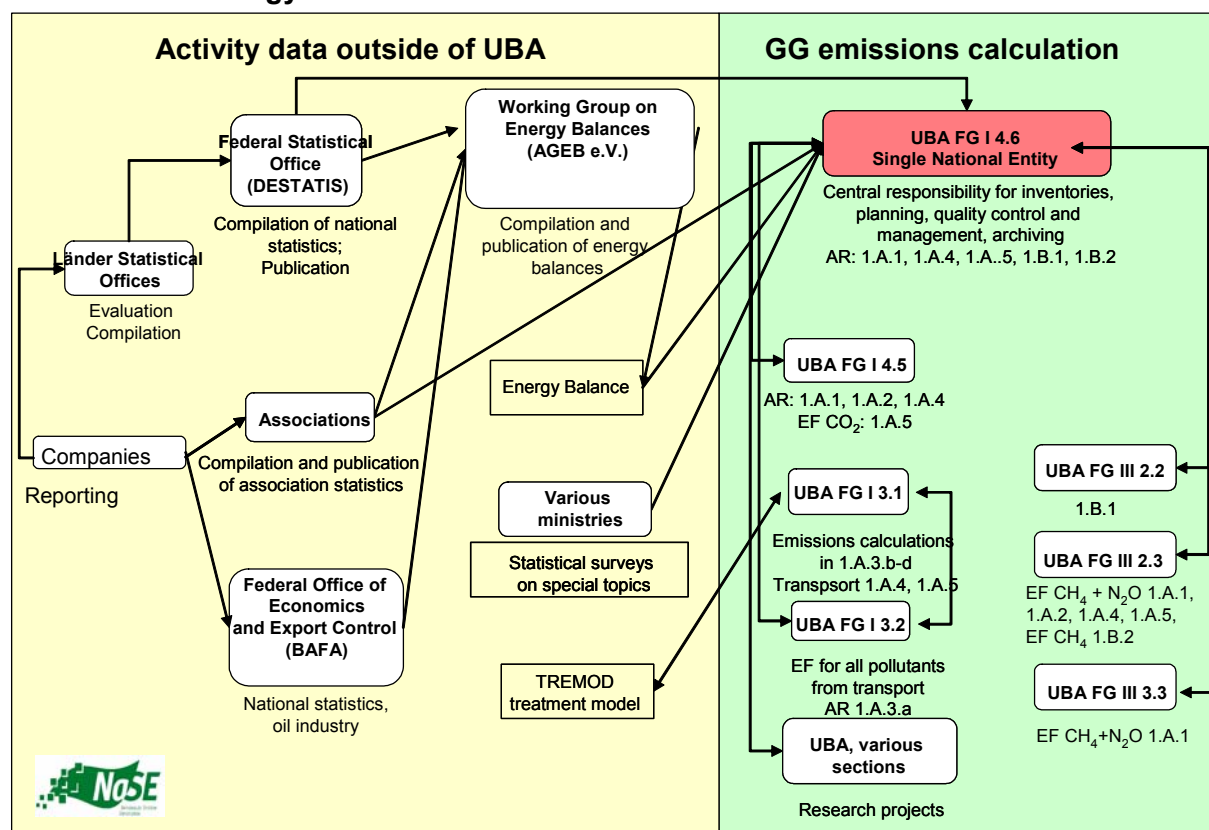 Activity data outside of UBA
GG emissions calculation
Federal Statistical
Office
(DESTATIS)
Compilation of national
statistics;
Publication
Working Group on
Energy Balances
(AGEB e.V.)
Compilation and
publication of energy
balances
Länder Statistical
Offices
Evaluation
Compilation
Companies
Reporting
Associations
Compilation and publication
of association statistics
Federal Office of
Economics
and Export Control
(BAFA)
National statistics,
oil industry
Energy Balance
Various
ministries
Statistical surveys
on special topics
TREMOD
treatment model
NaSE
UBA FG I 4.6
Single National Entity
Central responsibility for inventories,
planning, quality control and
management, archiving
AR: 1.A.1, 1.A.4, 1.A..5, 1.B.1, 1.B.2
UBA FG I 4.5
AR: 1.A.1, 1.A.2, 1.A.4
EF CO₂: 1.A.5
UBA FG I 3.1
Emissions calculations
in 1.A.3.b-d
Transpsort 1.A.4, 1.A.5
UBA FG I 3.2
EF for all pollutants
from transport
AR 1.A.3.a
UBA, various
sections
Research projects
UBA FG III 2.2
1.B.1
UBA FG III 2.3
EF CH₄ + N₂O 1.A.1,
1.A.2, 1.A.4, 1.A.5,
EF CH₄ 1.B.2
UBA FG III 3.3
EF CH₄+N₂O 1.A.1